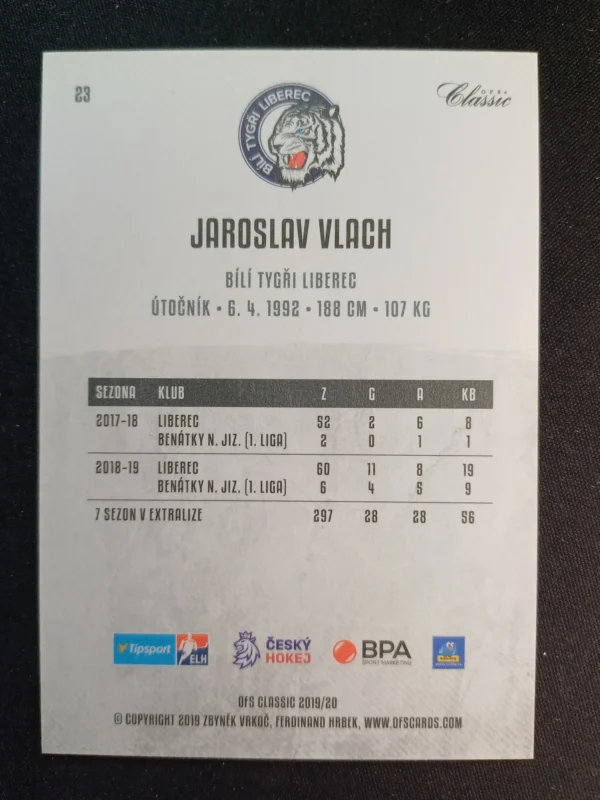 23
OFS
Classic
BÍLÍ TYGŘI LIBEREC
JAROSLAV VLACH
BÍLÍ TYGŘI LIBEREC
ÚTOČNÍK • 6. 4. 1992 • 188 CM • 107 KG
SEZONA KLUB Z G A KB
2017-18 LIBEREC 52 2 6 8
BENÁTKY N. JIZ. (1. LIGA) 2 0 1 1
2018-19 LIBEREC 60 11 8 19
BENÁTKY N. JIZ. (1. LIGA) 6 4 5 9
7 SEZON V EXTRALIZE 297 28 28 56
Tipsport ELH ČESKÝ HOKEJ BPA SPORT MARKETING
OFS CLASSIC 2019/20
© COPYRIGHT 2019 ZBYNĚK VRKOČ, FERDINAND HRBEK, WWW.OFSCARDS.COM